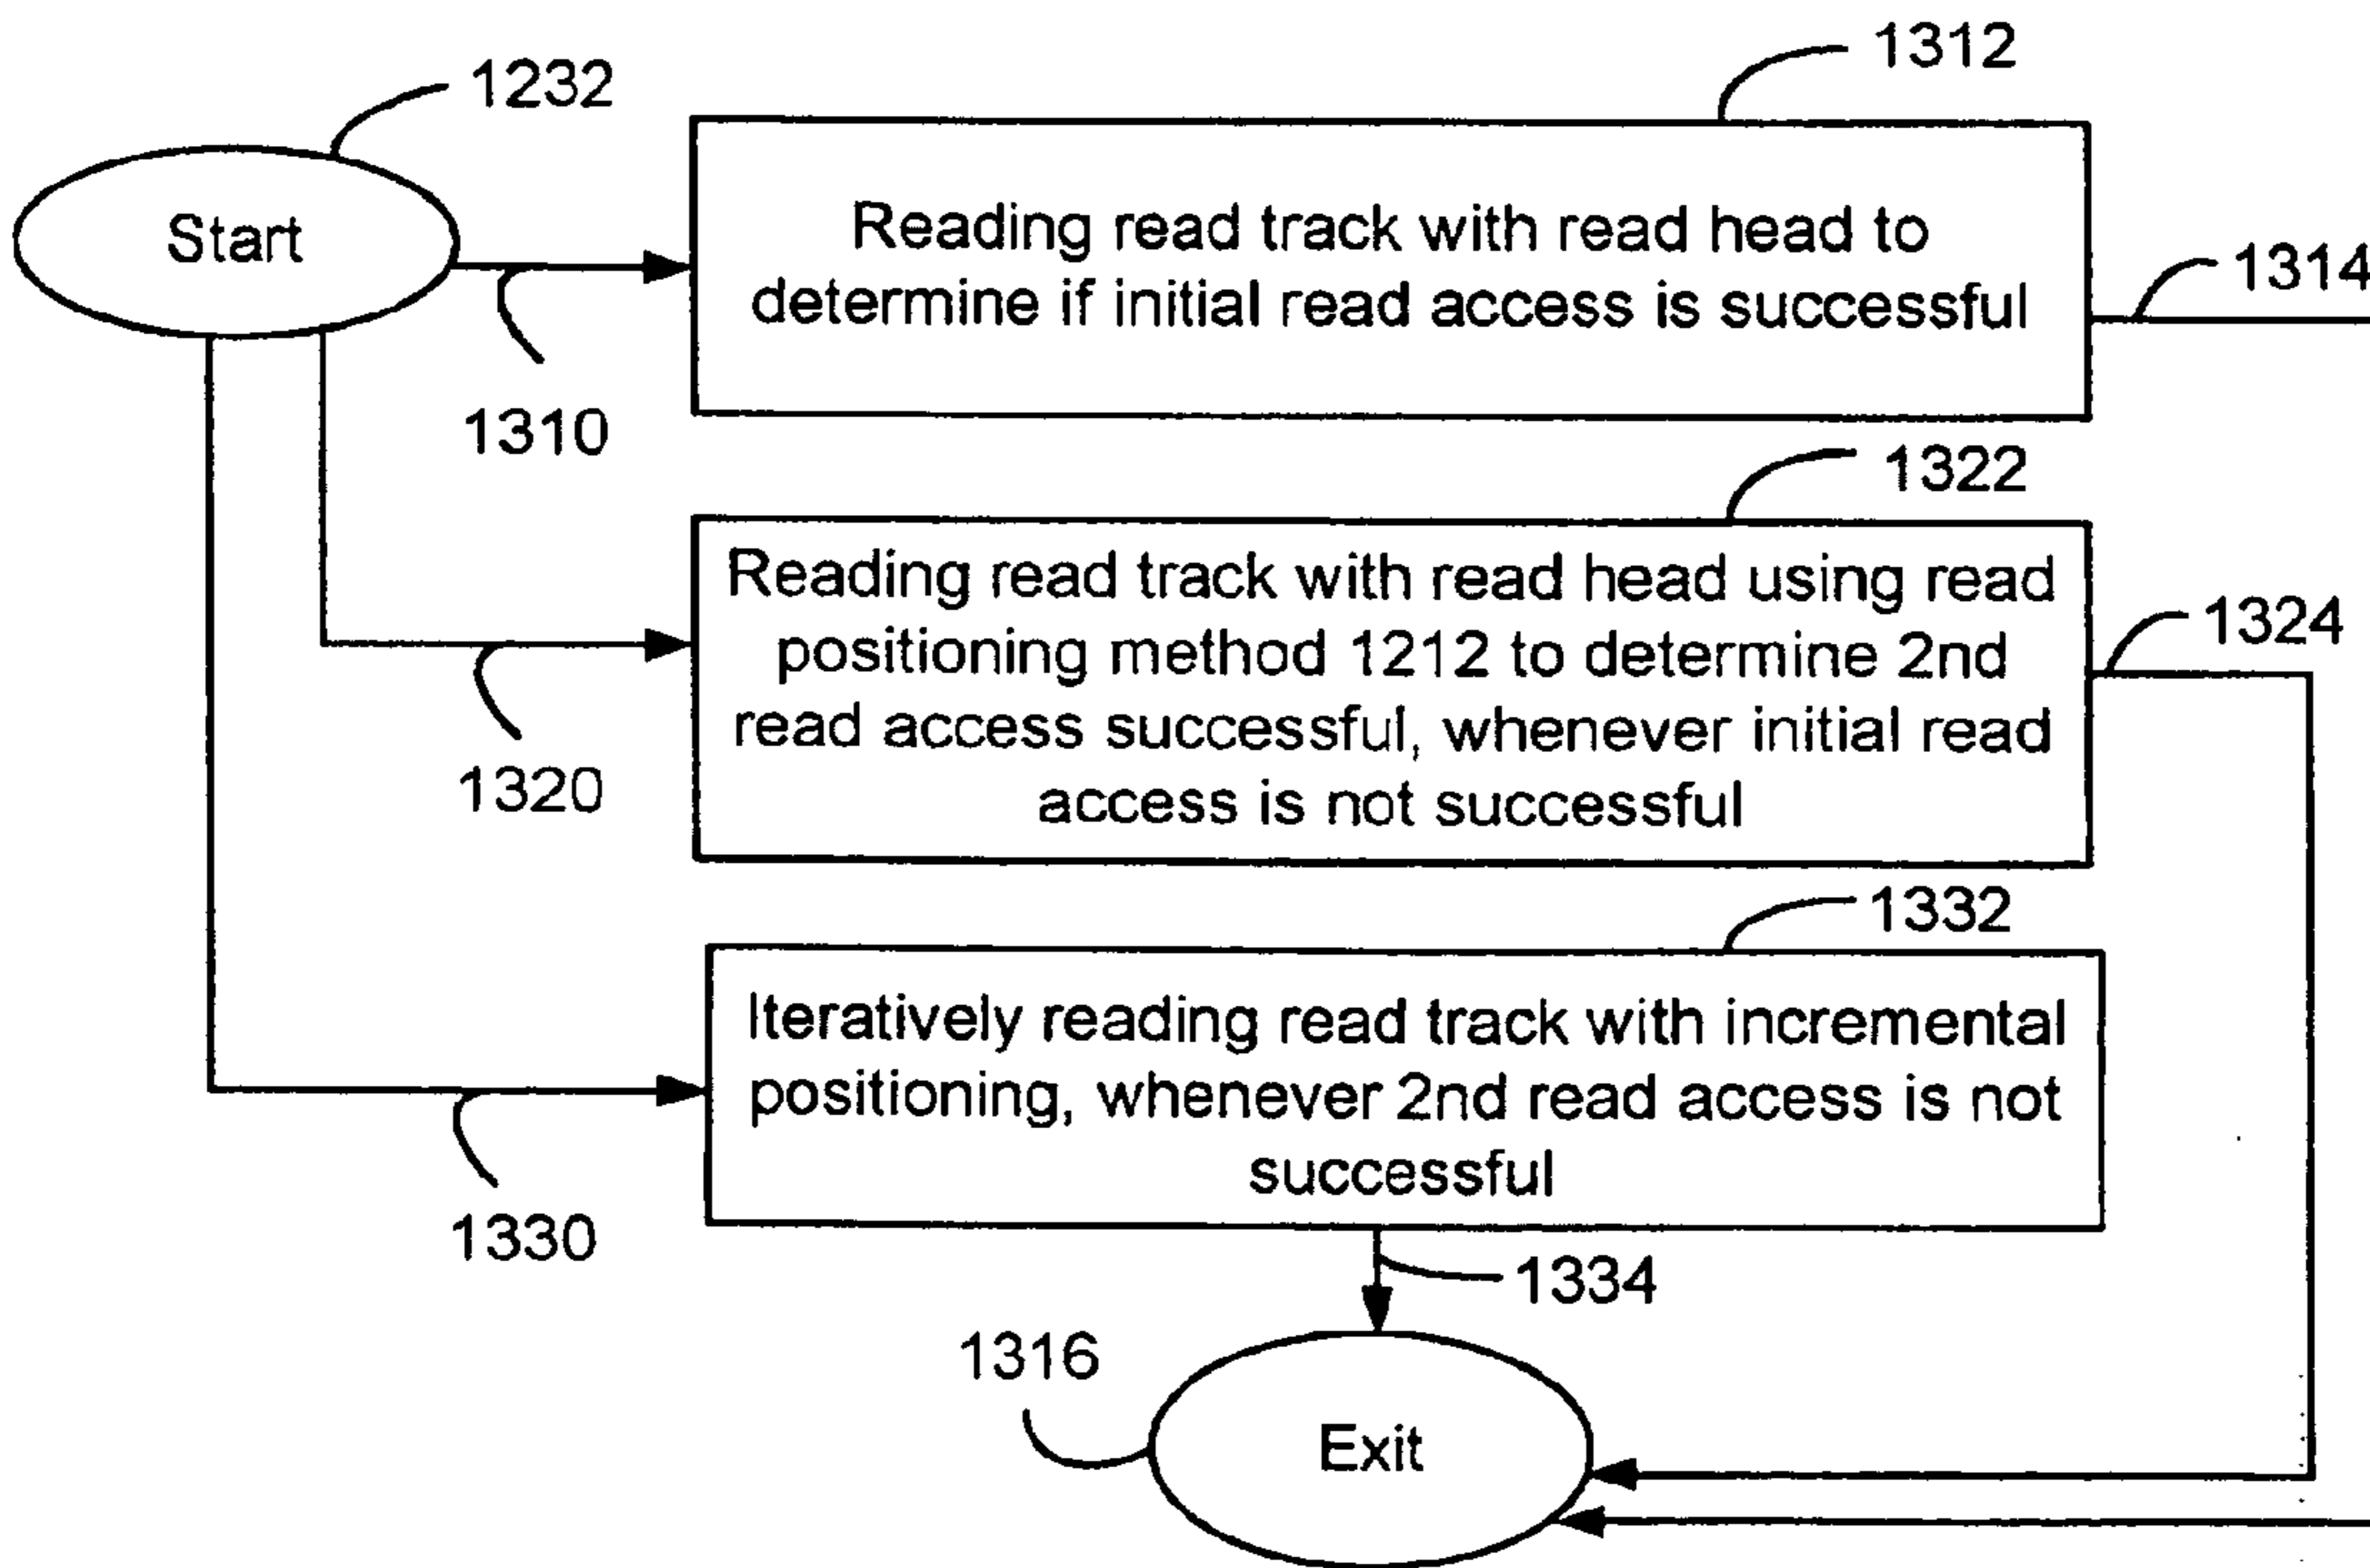 1232
1312
Start
Reading read track with read head to
determine if initial read access is successful
1314
1310
1322
Reading read track with read head using read
positioning method 1212 to determine 2nd
read access successful, whenever initial read
access is not successful
1324
1320
1332
Iteratively reading read track with incremental
positioning, whenever 2nd read access is not
successful
1330
1334
1316
Exit